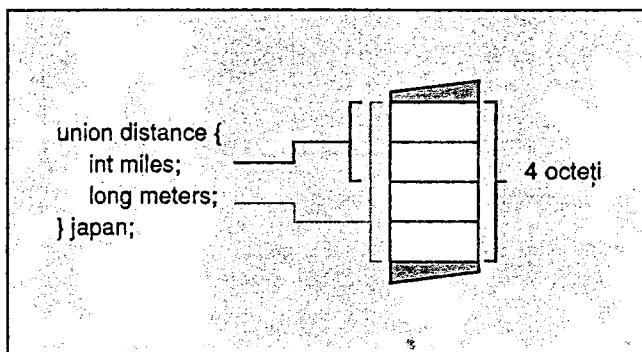 union distance {
int miles;
long meters;
} japan;
4 octeți